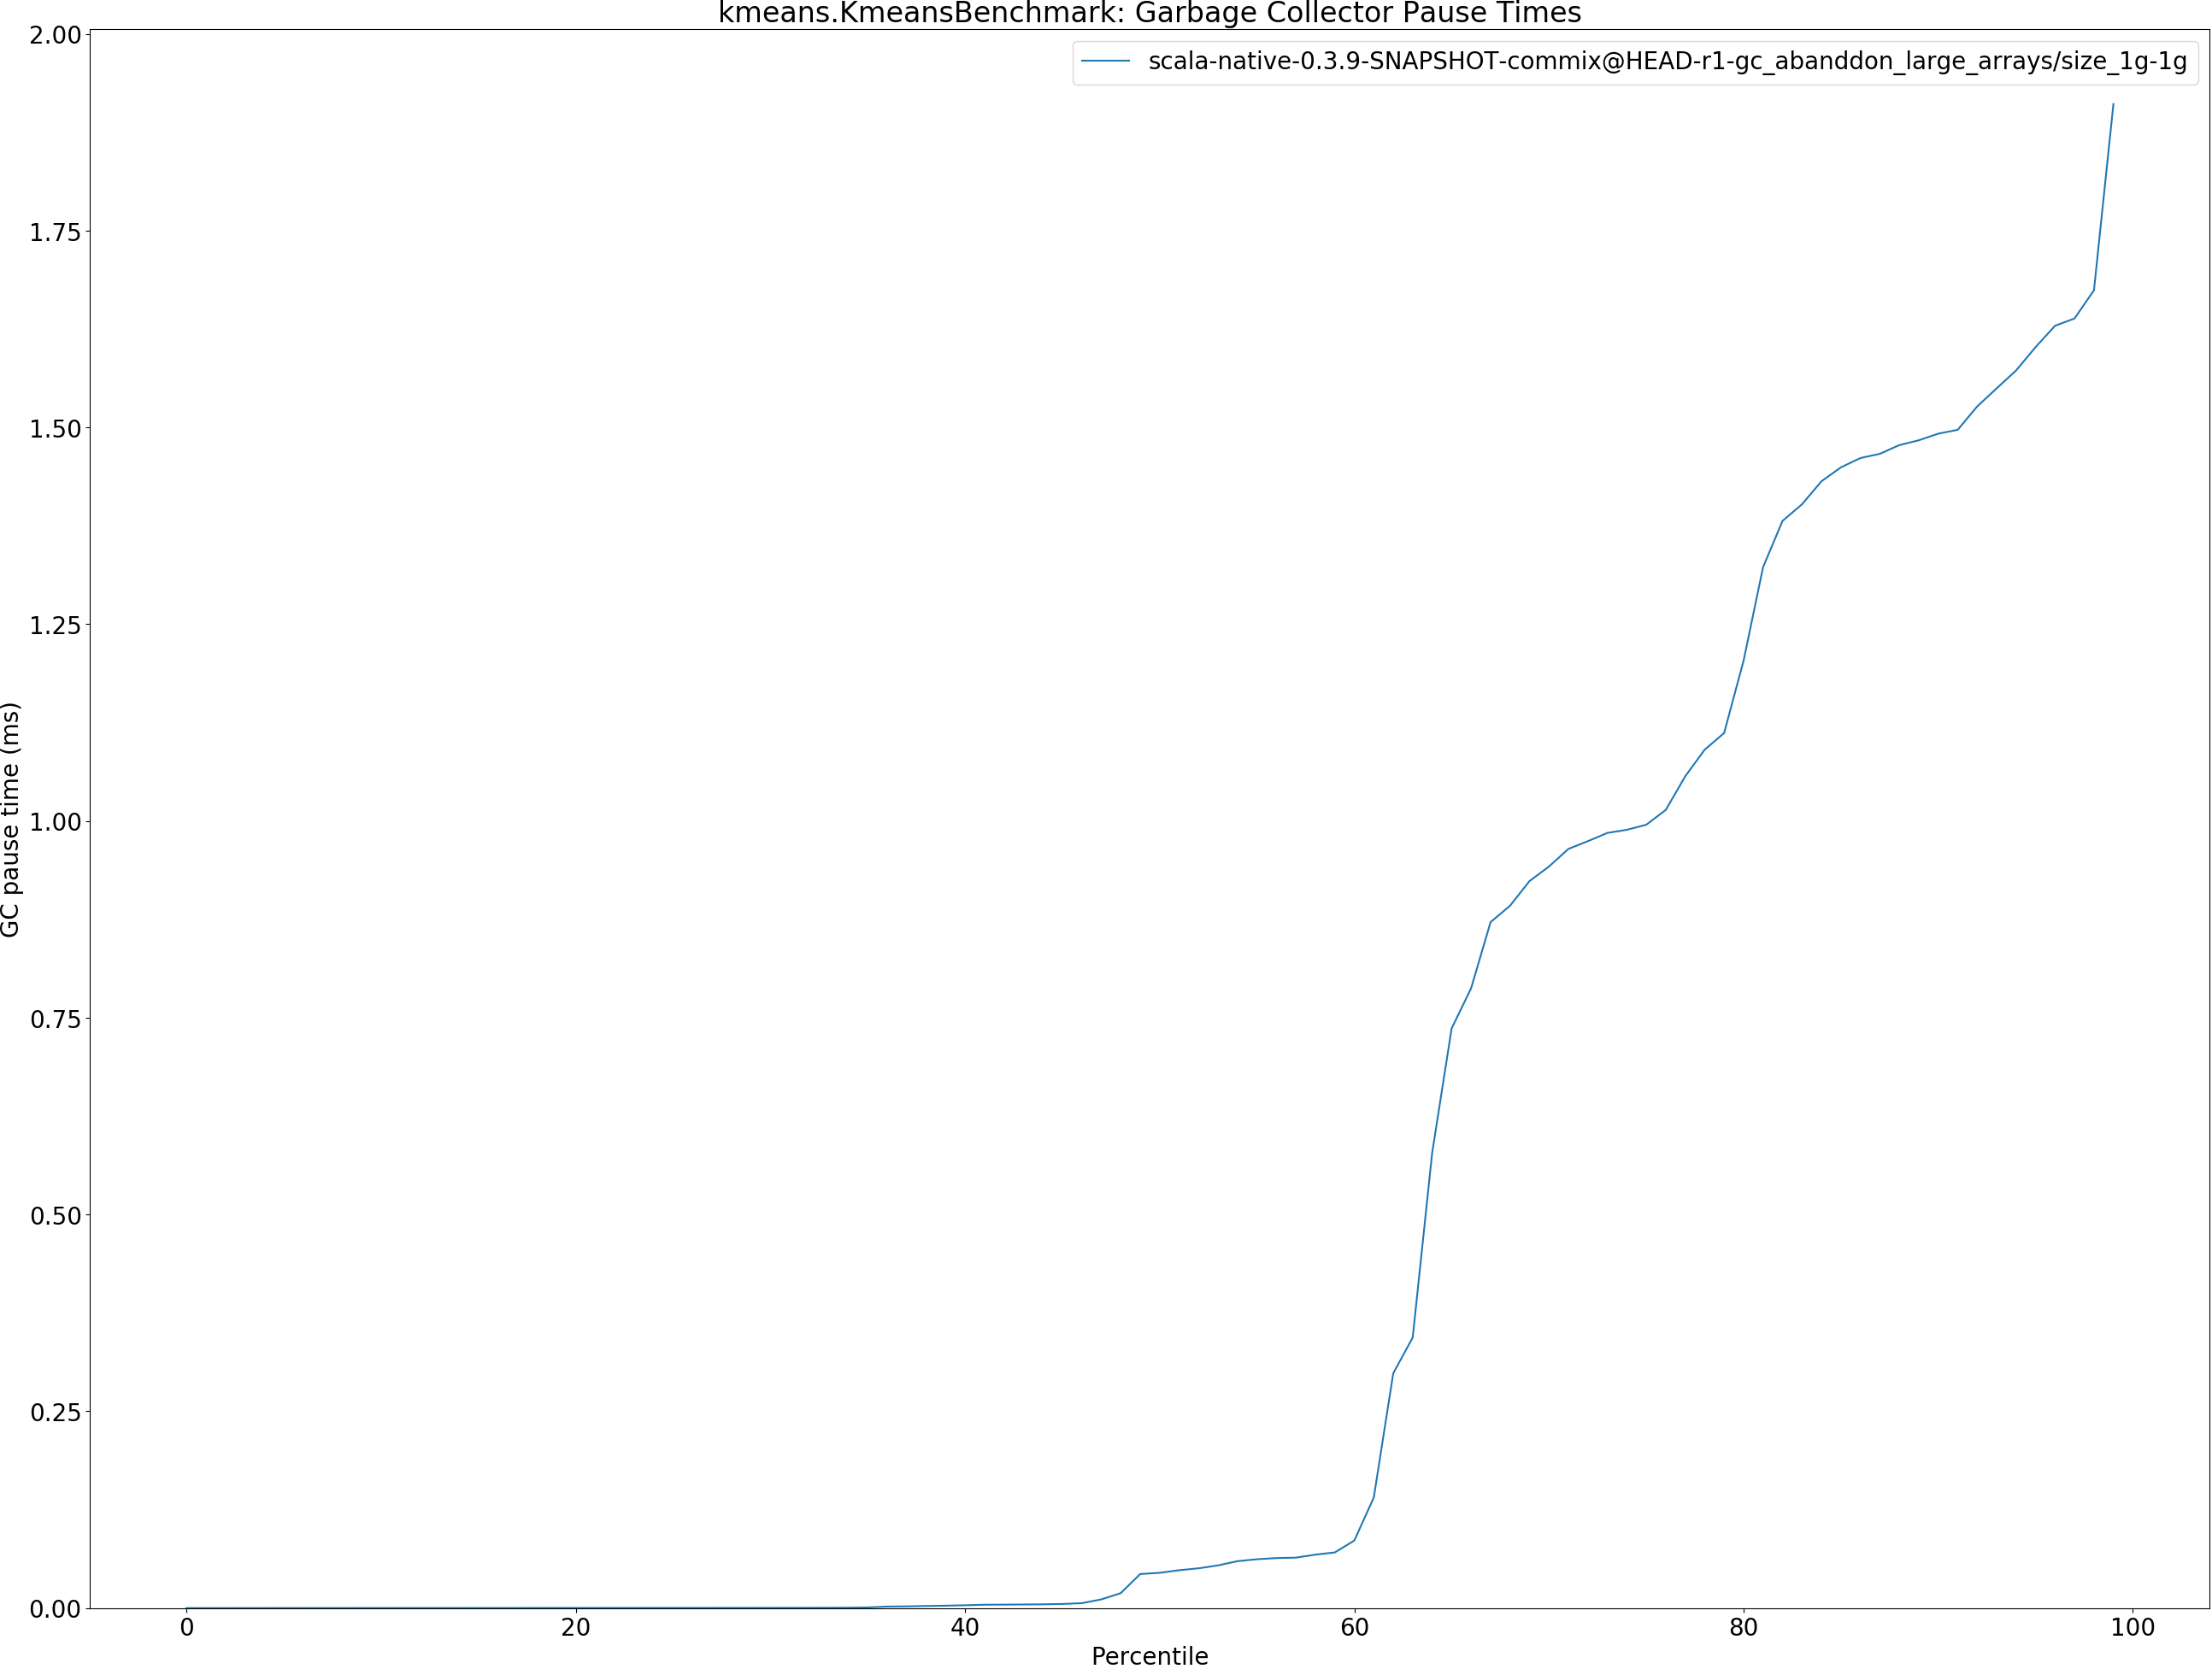 kmeans.KmeansBenchmark: Garbage Collector Pause Times
scala-native-0.3.9-SNAPSHOT-commix@HEAD-r1-gc_abanddon_large_arrays/size_1g-1g
GC pause time (ms)
2.00
1.75
1.50
1.25
1.00
0.75
0.50
0.25
0.00
0 20 40 60 80 100
Percentile